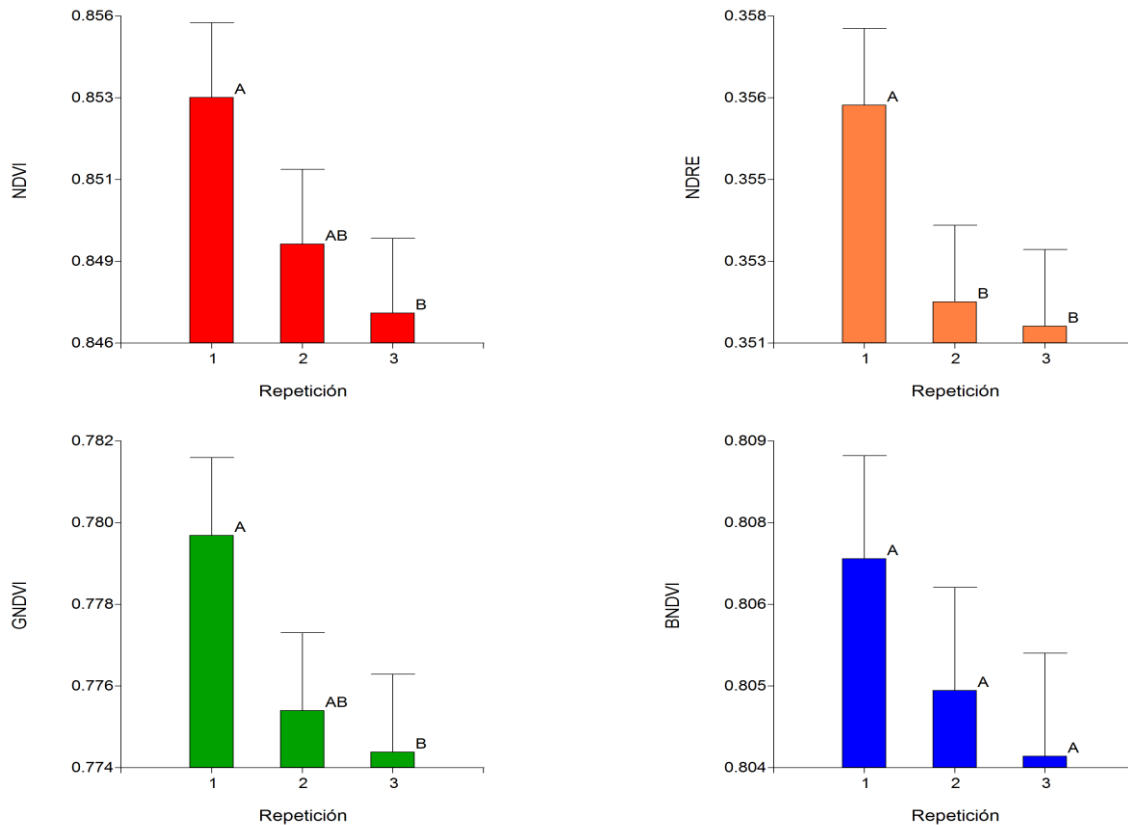 0.856
0.853
0.851
0.849
0.846
NDVI
A
AB
B
1 2 3
Repetición
0.358
0.356
0.355
0.353
0.351
NDRE
A
B
B
1 2 3
Repetición
0.782
0.780
0.778
0.776
0.774
GNDVI
A
AB
B
1 2 3
Repetición
0.809
0.808
0.806
0.805
0.804
BNDVI
A
A
A
1 2 3
Repetición